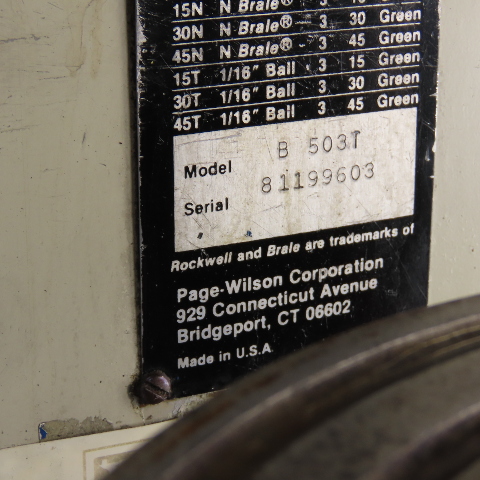 15N N Brale® 3 15 Green
30N N Brale® 3 30 Green
45N N Brale® 3 45 Green
15T 1/16" Ball 3 15 Green
30T 1/16" Ball 3 30 Green
45T 1/16" Ball 3 45 Green
Model B 503T
Serial 81199603
Rockwell and Brale are trademarks of
Page-Wilson Corporation
929 Connecticut Avenue
Bridgeport, CT 06602
Made in U.S.A